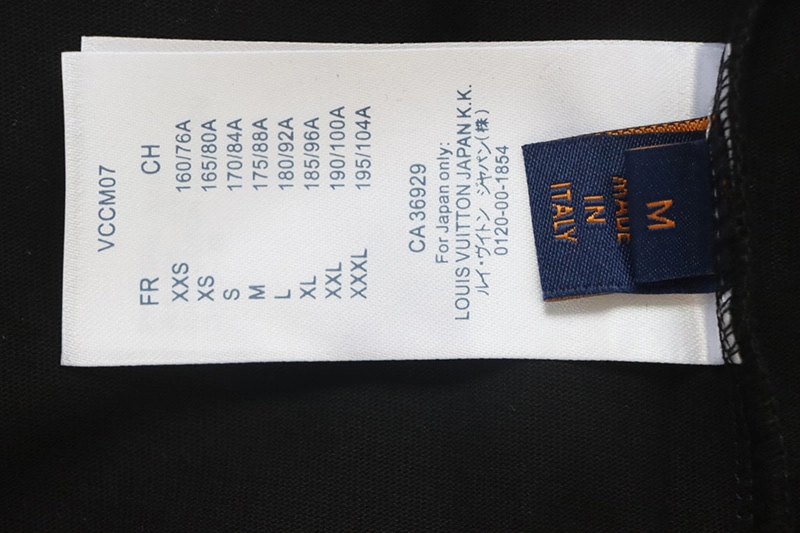 VCCM07
FR CH
XXS 160/76A
XS 165/80A
S 170/84A
M 175/88A
L 180/92A
XL 185/96A
XXL 190/100A
XXXL 195/104A
CA 36929
For Japan only:
LOUIS VUITTON JAPAN K.K.
ルイ・ヴィトン ジャパン(株)
0120-00-1854
MADE
IN
ITALY
M